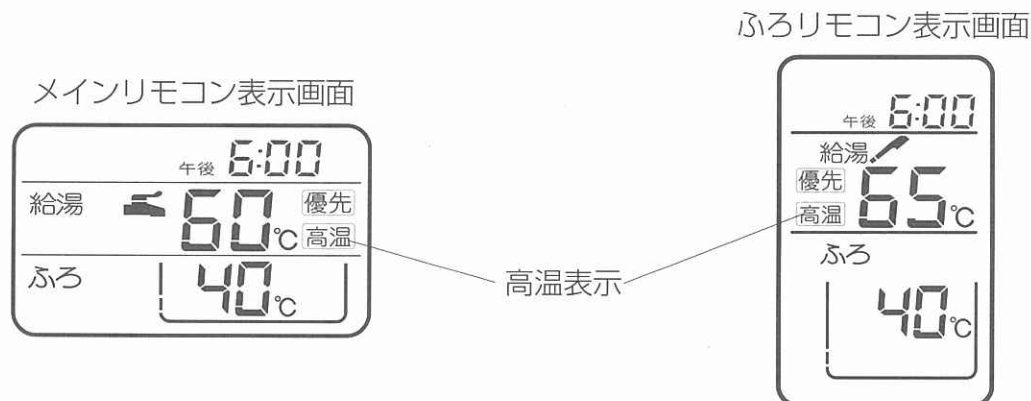 ふろリモコン表示画面
メインリモコン表示画面
午後 6:00
給湯 60℃ 優先
高温
ふろ 40℃
高温表示
午後 6:00
給湯
優先
高温 65℃
ふろ
40℃